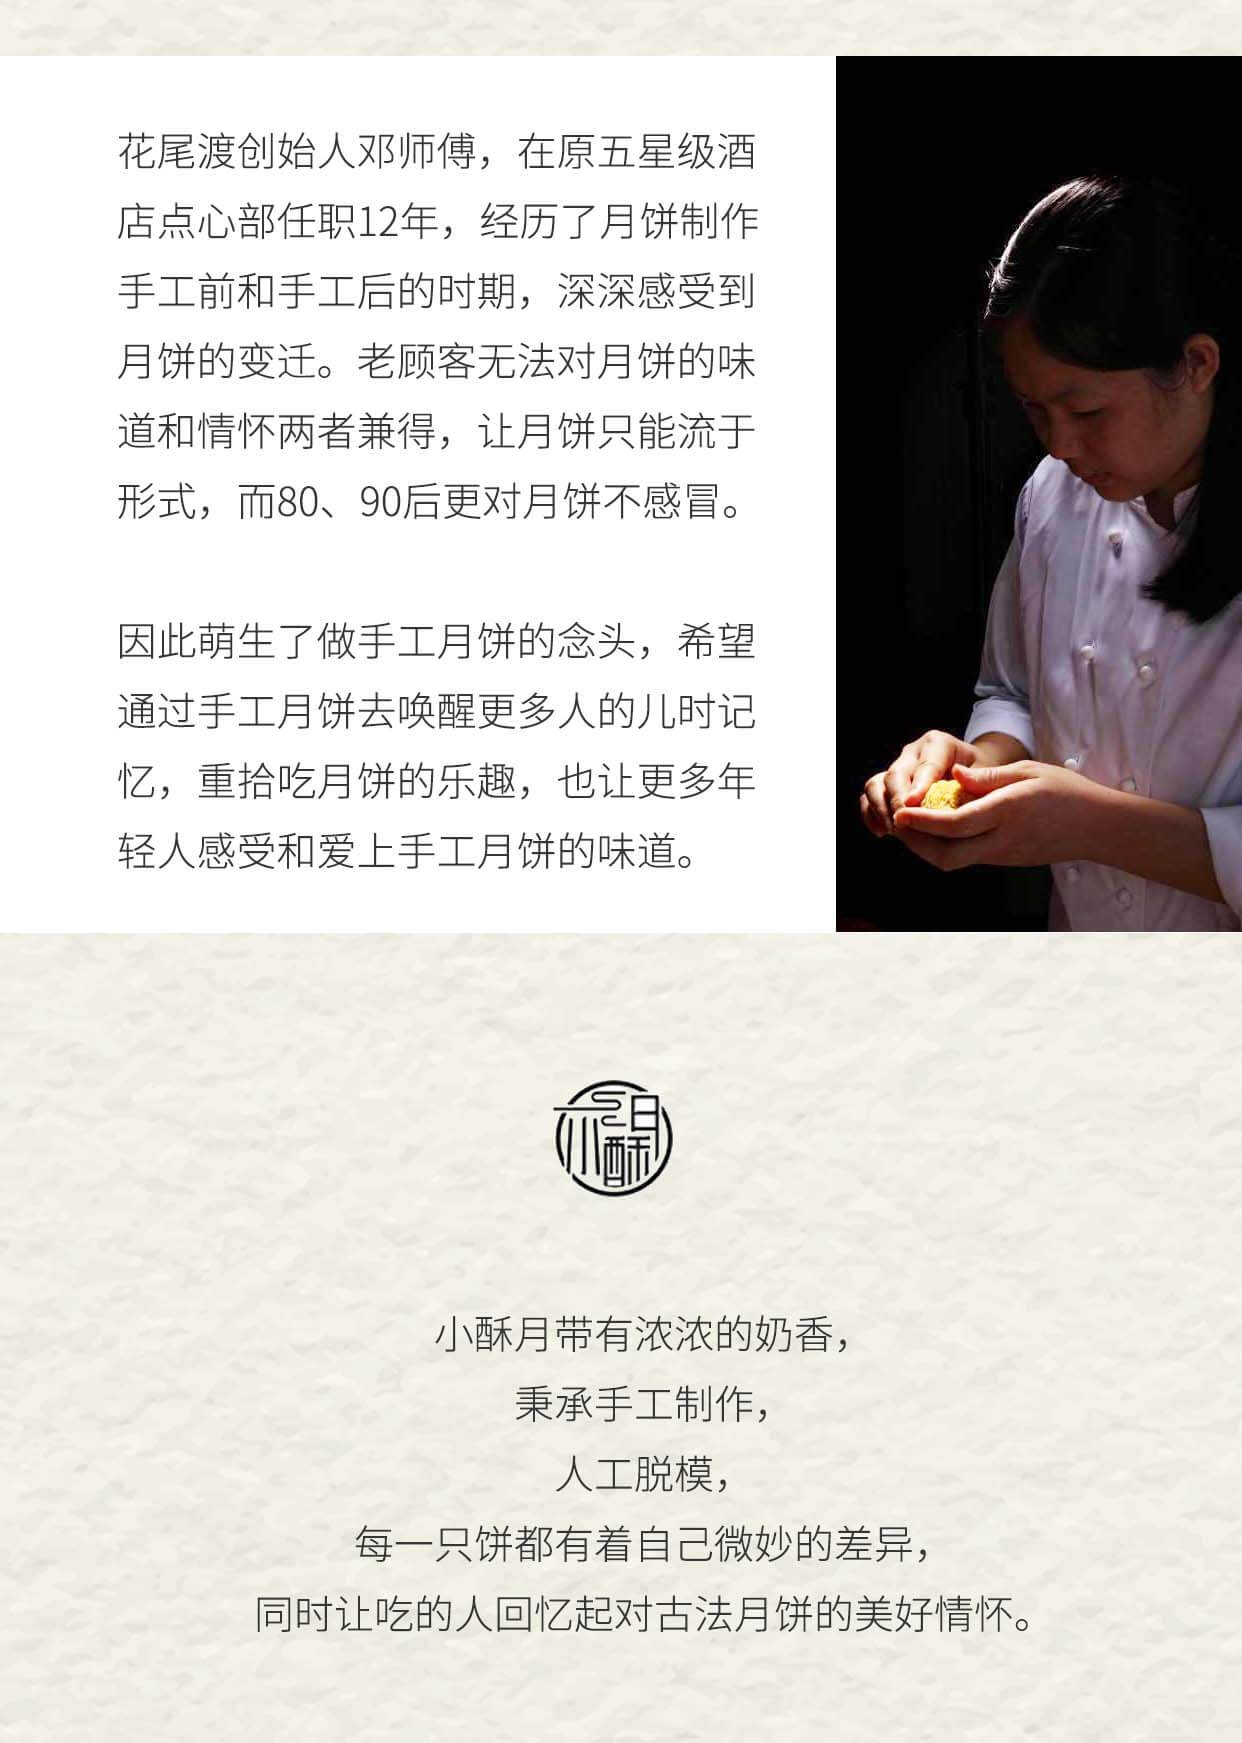 花尾渡创始人邓师傅，在原五星级酒
店点心部任职12年，经历了月饼制作
手工前和手工后的时期，深深感受到
月饼的变迁。老顾客无法对月饼的味
道和情怀两者兼得，让月饼只能流于
形式，而80、90后更对月饼不感冒。
因此萌生了做手工月饼的念头，希望
通过手工月饼去唤醒更多人的儿时记
忆，重拾吃月饼的乐趣，也让更多年
轻人感受和爱上手工月饼的味道。
小酥月
小酥月带有浓浓的奶香，
秉承手工制作，
人工脱模，
每一只饼都有着自己微妙的差异，
同时让吃的人回忆起对古法月饼的美好情怀。